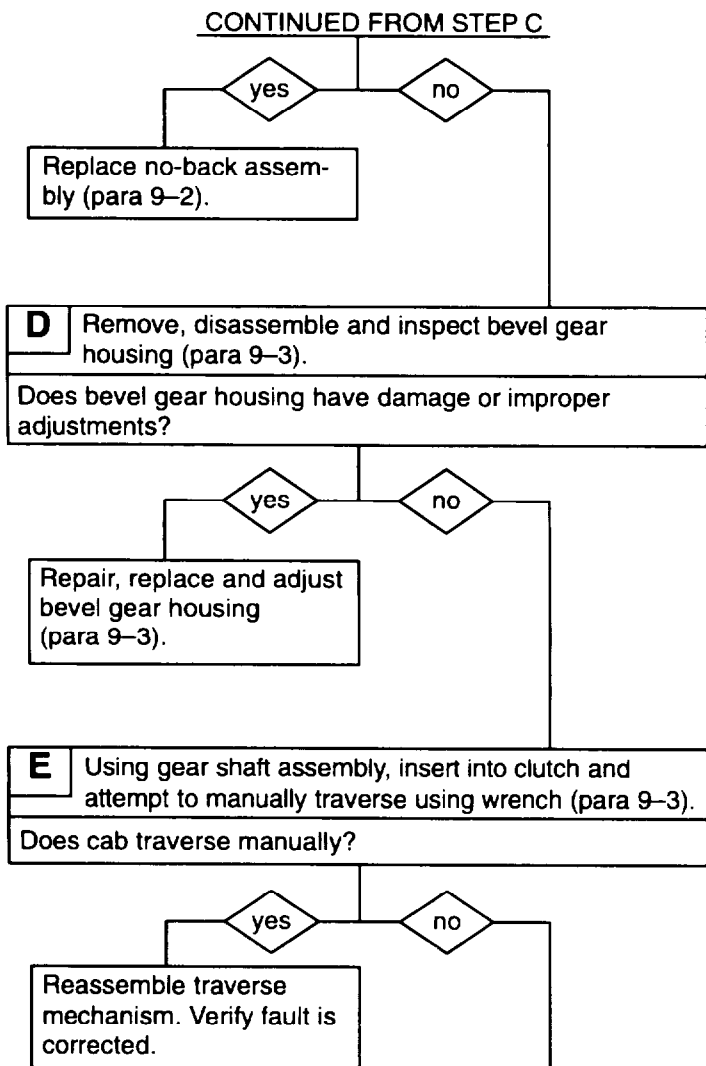 CONTINUED FROM STEP C
yes
no
Replace no-back assem-
bly (para 9–2).
D
Remove, disassemble and inspect bevel gear
housing (para 9–3).
Does bevel gear housing have damage or improper
adjustments?
yes
no
Repair, replace and adjust
bevel gear housing
(para 9–3).
E
Using gear shaft assembly, insert into clutch and
attempt to manually traverse using wrench (para 9–3).
Does cab traverse manually?
yes
no
Reassemble traverse
mechanism. Verify fault is
corrected.